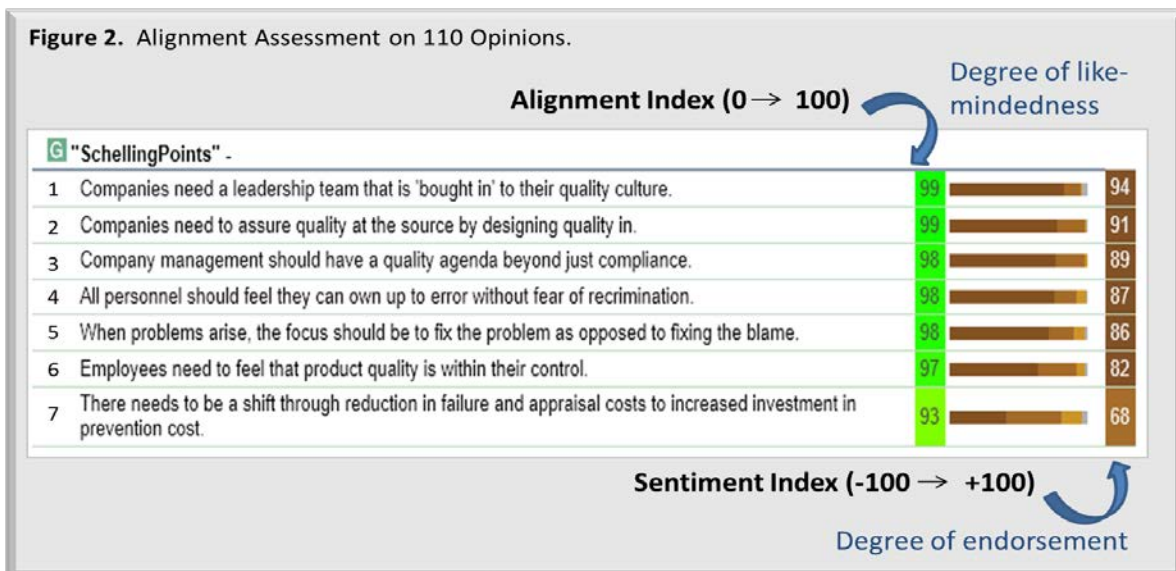 Figure 2. Alignment Assessment on 110 Opinions.
Degree of like-
mindedness
Alignment Index (0 → 100)
G "SchellingPoints" -
1 Companies need a leadership team that is 'bought in' to their quality culture. 99 94
2 Companies need to assure quality at the source by designing quality in. 99 91
3 Company management should have a quality agenda beyond just compliance. 98 89
4 All personnel should feel they can own up to error without fear of recrimination. 98 87
5 When problems arise, the focus should be to fix the problem as opposed to fixing the blame. 98 86
6 Employees need to feel that product quality is within their control. 97 82
7 There needs to be a shift through reduction in failure and appraisal costs to increased investment in
prevention cost. 93 68
Sentiment Index (-100 → +100)
Degree of endorsement